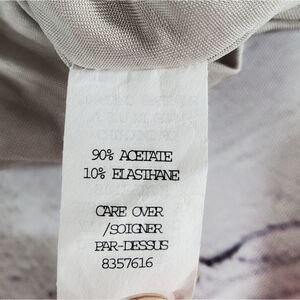 90% ACETATE
10% ELASTHANE
CARE OVER
/SOIGNER
PAR-DESSUS
8357616